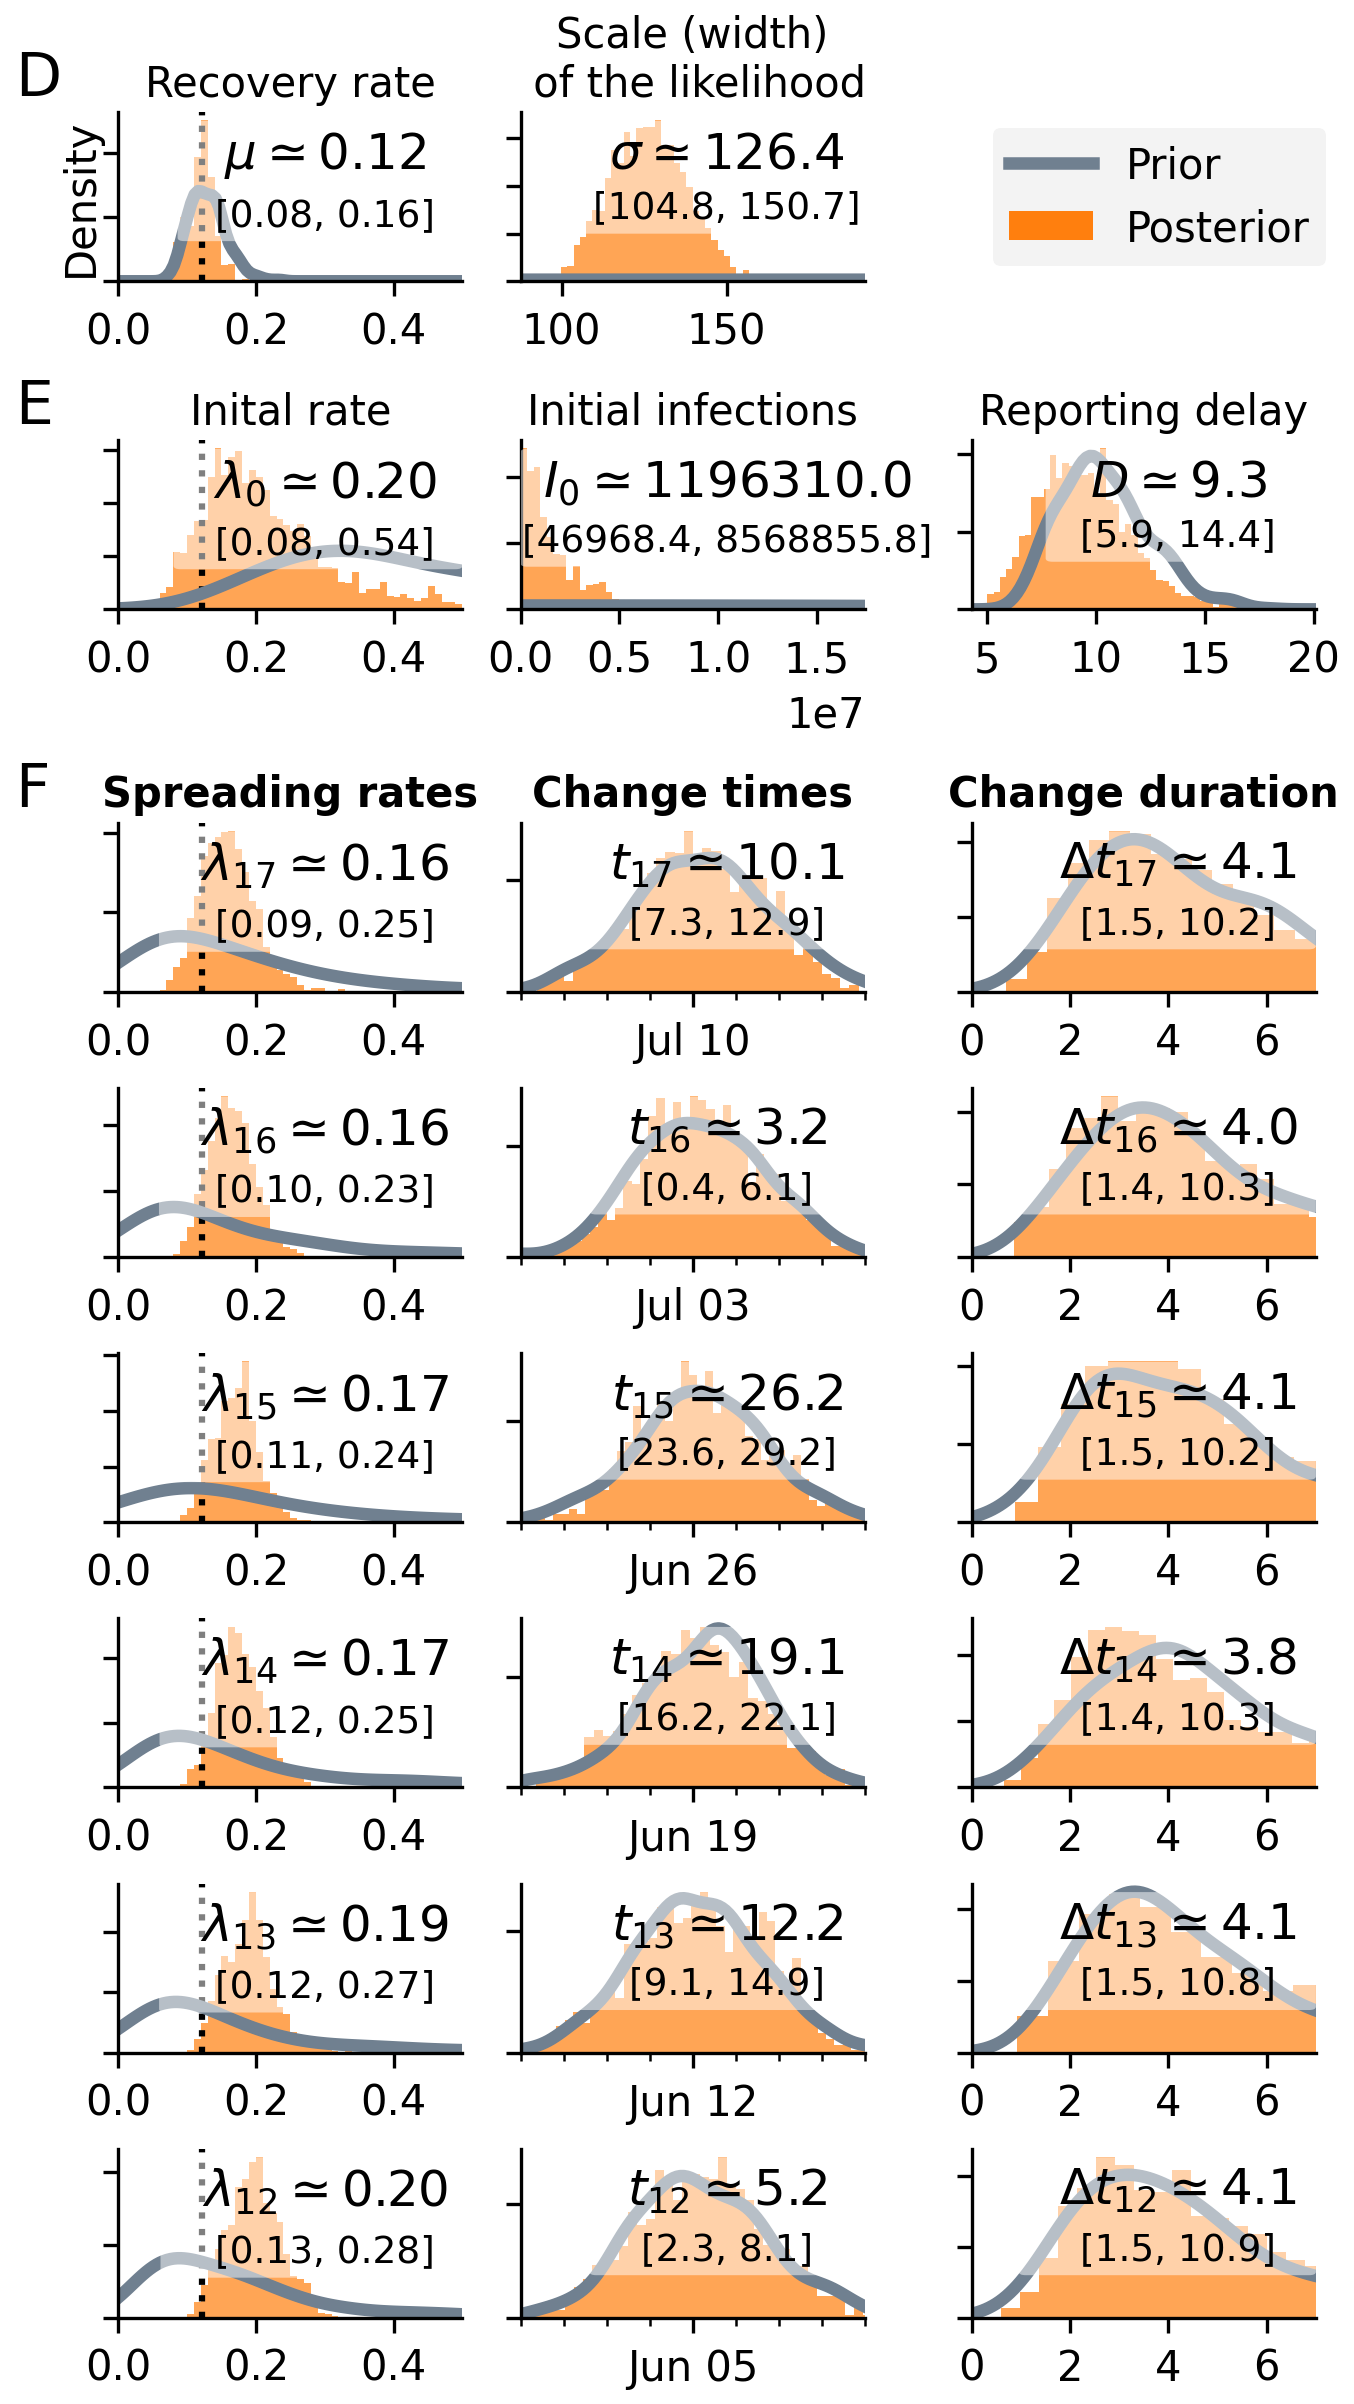 D
Recovery rate
Scale (width)
of the likelihood
Density
μ ≃ 0.12
[0.08, 0.16]
0.0 0.2 0.4
σ ≃ 126.4
[104.8, 150.7]
100 150
Prior
Posterior
E
Inital rate
λ0 ≃ 0.20
[0.08, 0.54]
0.0 0.2 0.4
Initial infections
I0 ≃ 1196310.0
[46968.4, 8568855.8]
0.0 0.5 1.0 1.5
1e7
Reporting delay
D ≃ 9.3
[5.9, 14.4]
5 10 15 20
F
Spreading rates
Change times
Change duration
λ17 ≃ 0.16
[0.09, 0.25]
0.0 0.2 0.4
t17 ≃ 10.1
[7.3, 12.9]
Jul 10
Δt17 ≃ 4.1
[1.5, 10.2]
0 2 4 6
λ16 ≃ 0.16
[0.10, 0.23]
0.0 0.2 0.4
t16 ≃ 3.2
[0.4, 6.1]
Jul 03
Δt16 ≃ 4.0
[1.4, 10.3]
0 2 4 6
λ15 ≃ 0.17
[0.11, 0.24]
0.0 0.2 0.4
t15 ≃ 26.2
[23.6, 29.2]
Jun 26
Δt15 ≃ 4.1
[1.5, 10.2]
0 2 4 6
λ14 ≃ 0.17
[0.12, 0.25]
0.0 0.2 0.4
t14 ≃ 19.1
[16.2, 22.1]
Jun 19
Δt14 ≃ 3.8
[1.4, 10.3]
0 2 4 6
λ13 ≃ 0.19
[0.12, 0.27]
0.0 0.2 0.4
t13 ≃ 12.2
[9.1, 14.9]
Jun 12
Δt13 ≃ 4.1
[1.5, 10.8]
0 2 4 6
λ12 ≃ 0.20
[0.13, 0.28]
0.0 0.2 0.4
t12 ≃ 5.2
[2.3, 8.1]
Jun 05
Δt12 ≃ 4.1
[1.5, 10.9]
0 2 4 6